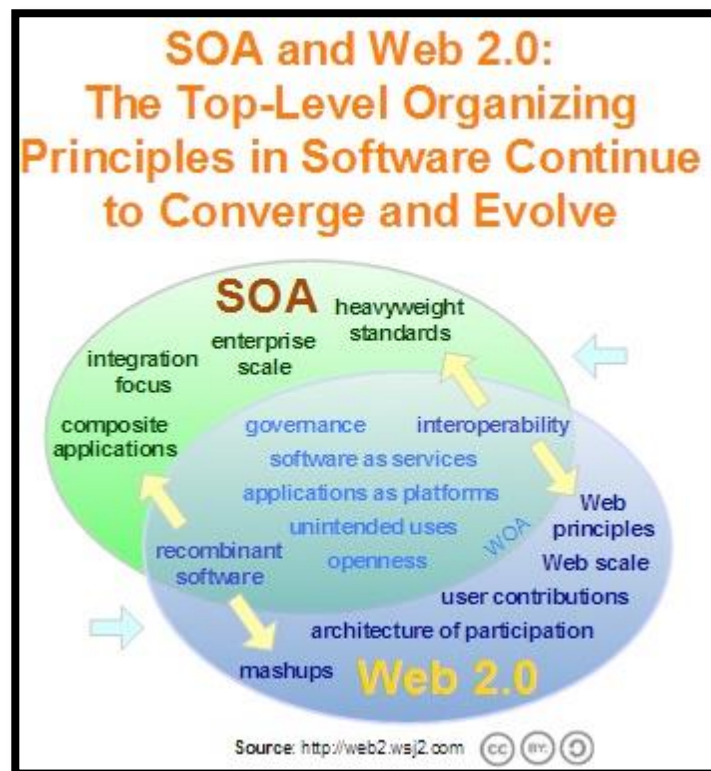 SOA and Web 2.0:
The Top-Level Organizing
Principles in Software Continue
to Converge and Evolve
SOA
heavyweight
standards
enterprise
scale
integration
focus
composite
applications
governance
interoperability
software as services
applications as platforms
unintended uses
openness
WOA
recombinant
software
Web
principles
Web scale
user contributions
architecture of participation
mashups
Web 2.0
Source: http://web2.wsj2.com
cc
BY: